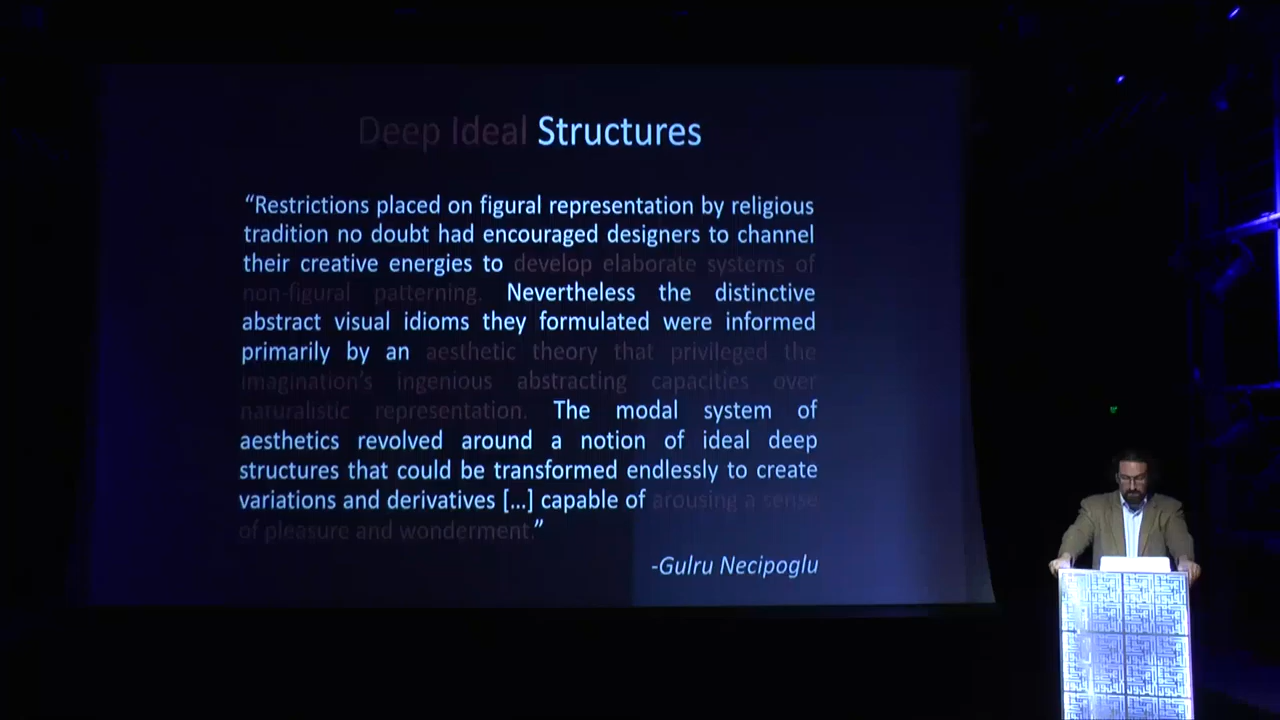 Deep Ideal Structures
“Restrictions placed on figural representation by religious
tradition no doubt had encouraged designers to channel
their creative energies to develop elaborate systems of
non-figural patterning. Nevertheless the distinctive
abstract visual idioms they formulated were informed
primarily by an aesthetic theory that privileged the
imagination’s ingenious abstracting capacities over
naturalistic representation. The modal system of
aesthetics revolved around a notion of ideal deep
structures that could be transformed endlessly to create
variations and derivatives […] capable of arousing a sense
of pleasure and wonderment.”
-Gulru Necipoglu